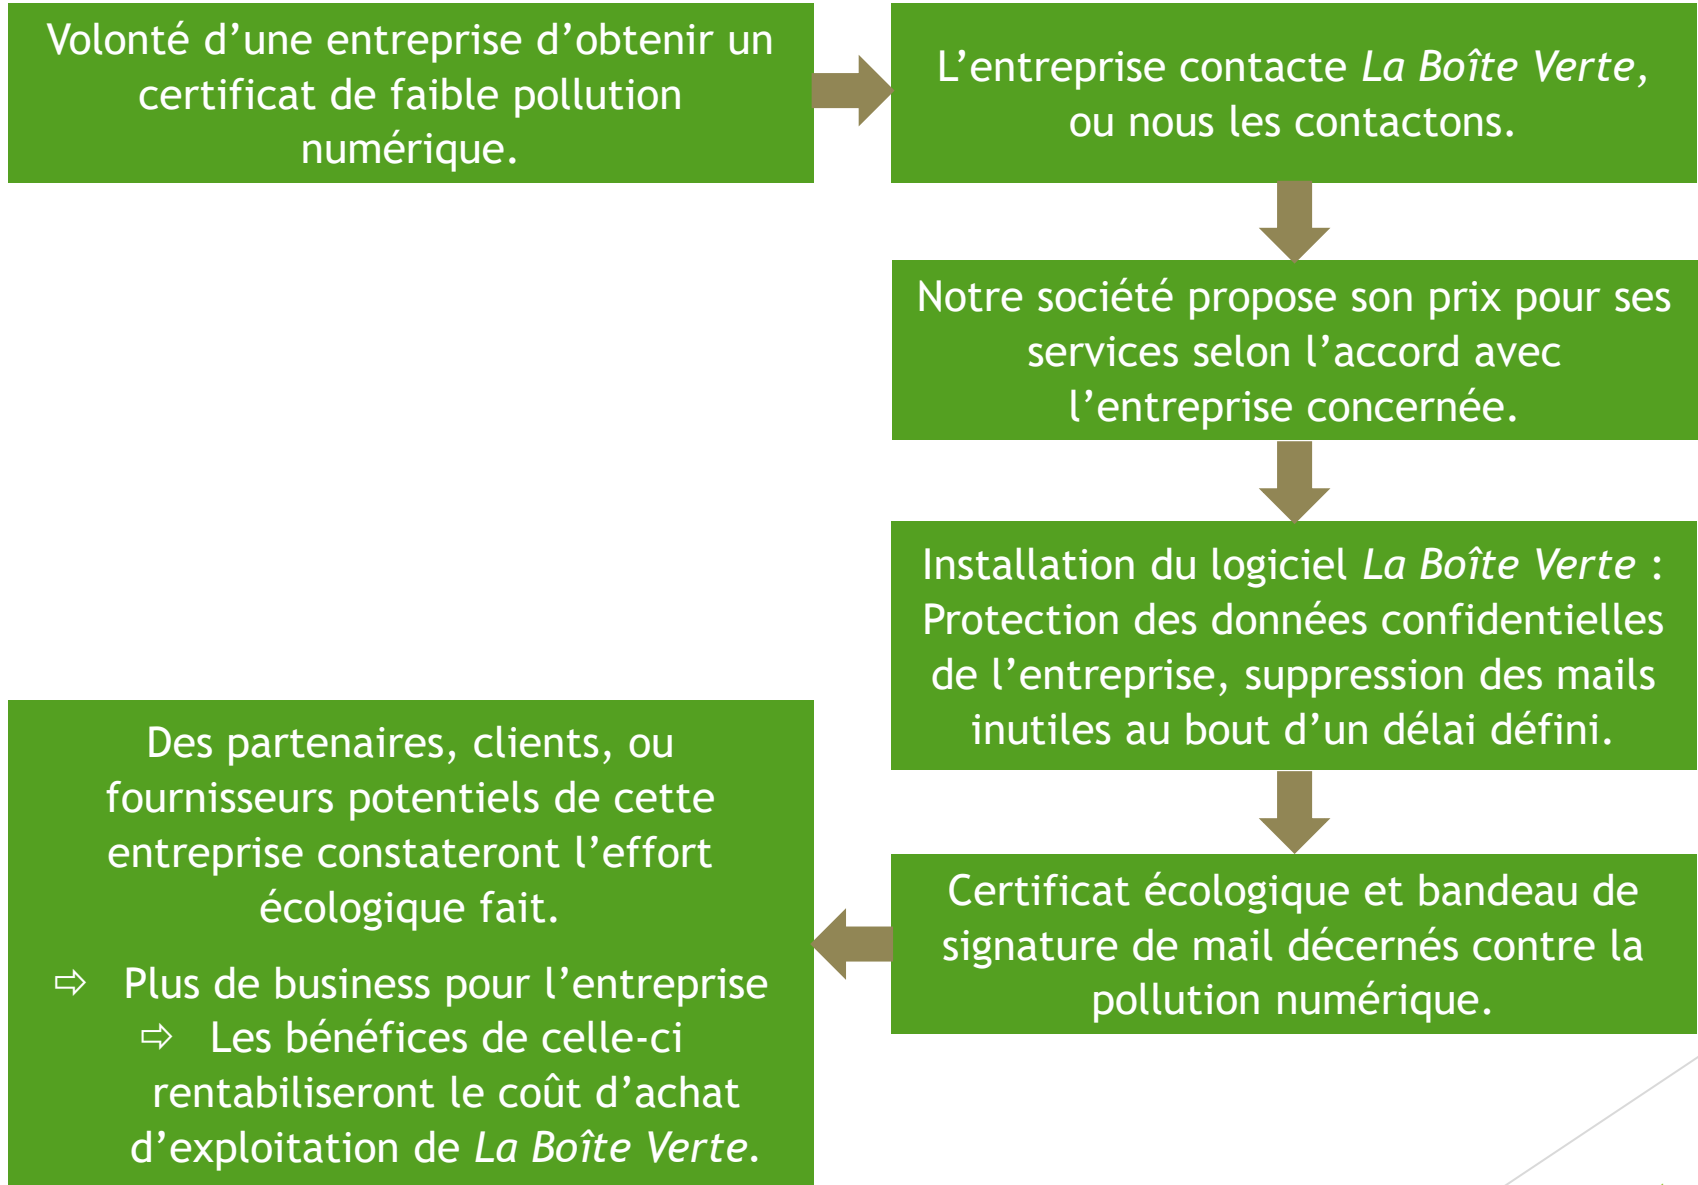 Volonté d’une entreprise d’obtenir un
certificat de faible pollution
numérique.
L’entreprise contacte La Boîte Verte,
ou nous les contactons.
Notre société propose son prix pour ses
services selon l’accord avec
l’entreprise concernée.
Installation du logiciel La Boîte Verte :
Protection des données confidentielles
de l’entreprise, suppression des mails
inutiles au bout d’un délai défini.
Certificat écologique et bandeau de
signature de mail décernés contre la
pollution numérique.
Des partenaires, clients, ou
fournisseurs potentiels de cette
entreprise constateront l’effort
écologique fait.
⇨ Plus de business pour l’entreprise
⇨ Les bénéfices de celle-ci
rentabiliseront le coût d’achat
d’exploitation de La Boîte Verte.